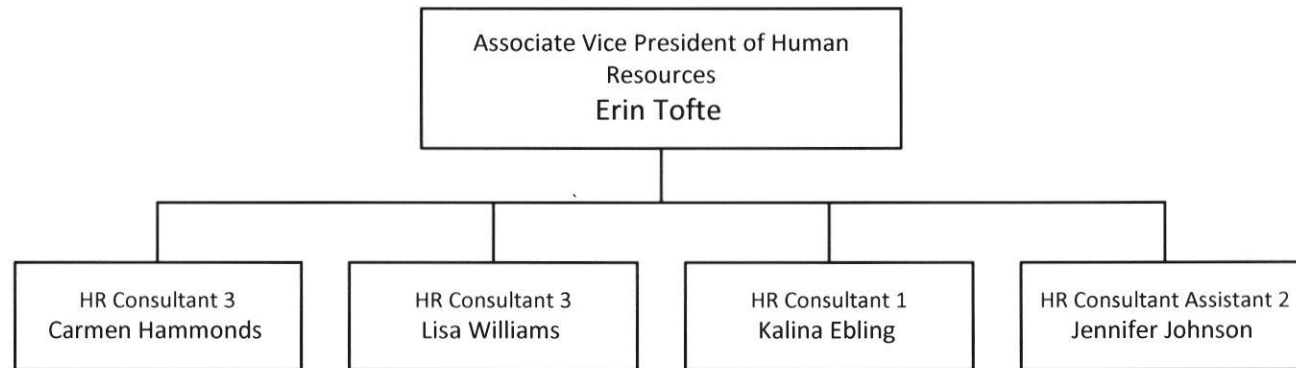 Associate Vice President of Human
Resources
Erin Tofte
HR Consultant 3
Carmen Hammonds
HR Consultant 3
Lisa Williams
HR Consultant 1
Kalina Ebling
HR Consultant Assistant 2
Jennifer Johnson